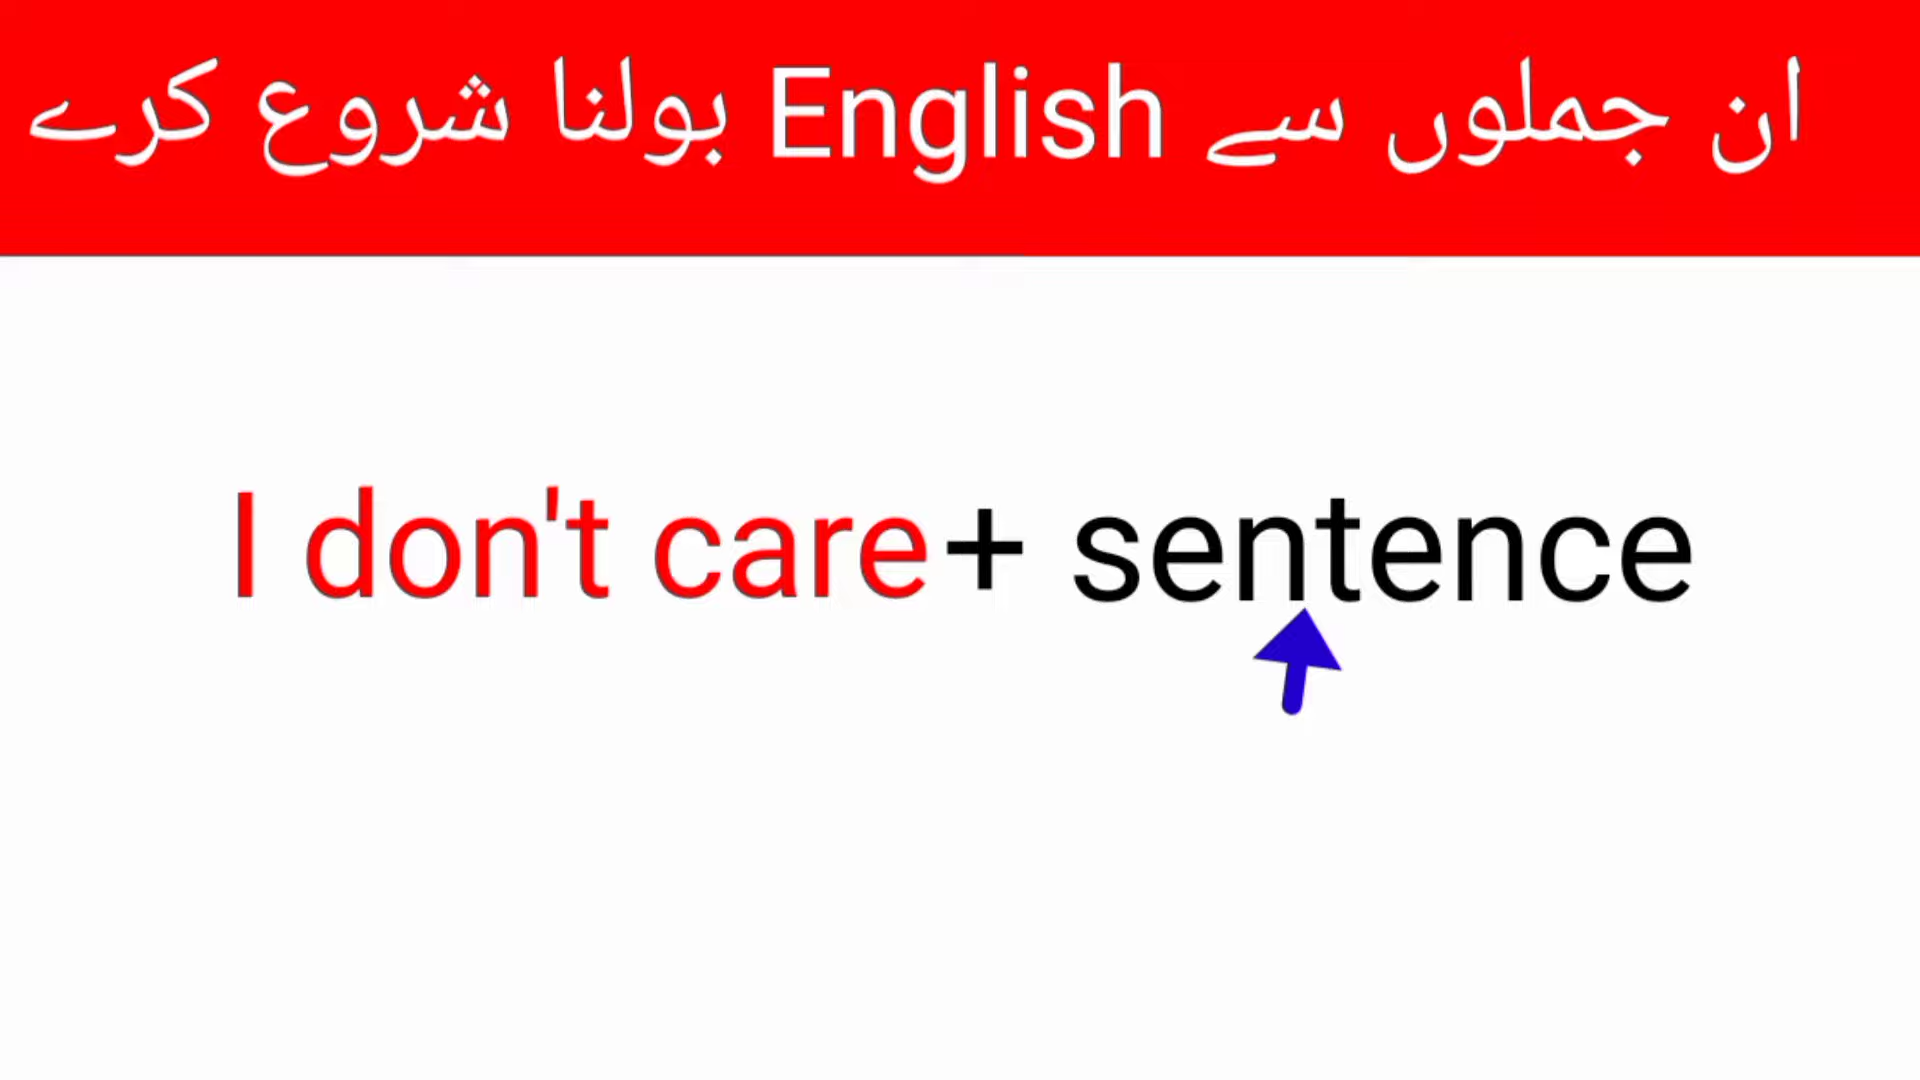 ان جملوں سے English بولنا شروع کرے
I don't care + sentence